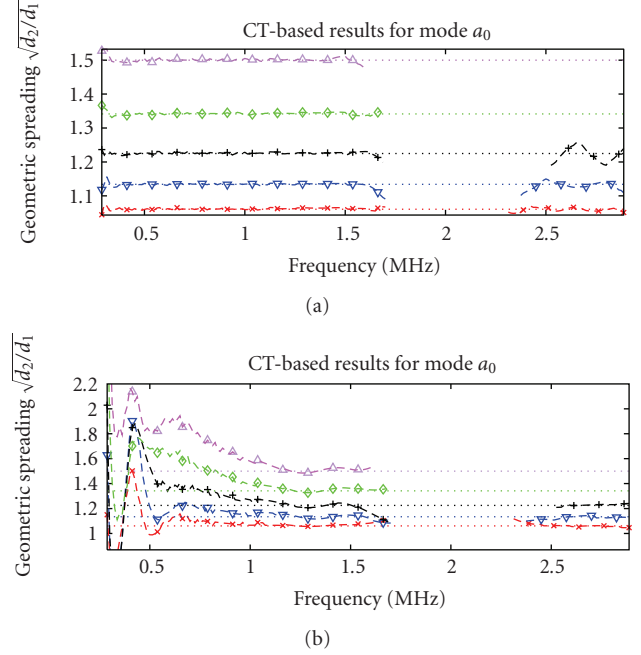 CT-based results for mode a₀
Geometric spreading √d₂/d₁
1.5
1.4
1.3
1.2
1.1
0.5
1
1.5
2
2.5
Frequency (MHz)
(a)
CT-based results for mode a₀
Geometric spreading √d₂/d₁
2.2
2
1.8
1.6
1.4
1.2
1
0.5
1
1.5
2
2.5
Frequency (MHz)
(b)